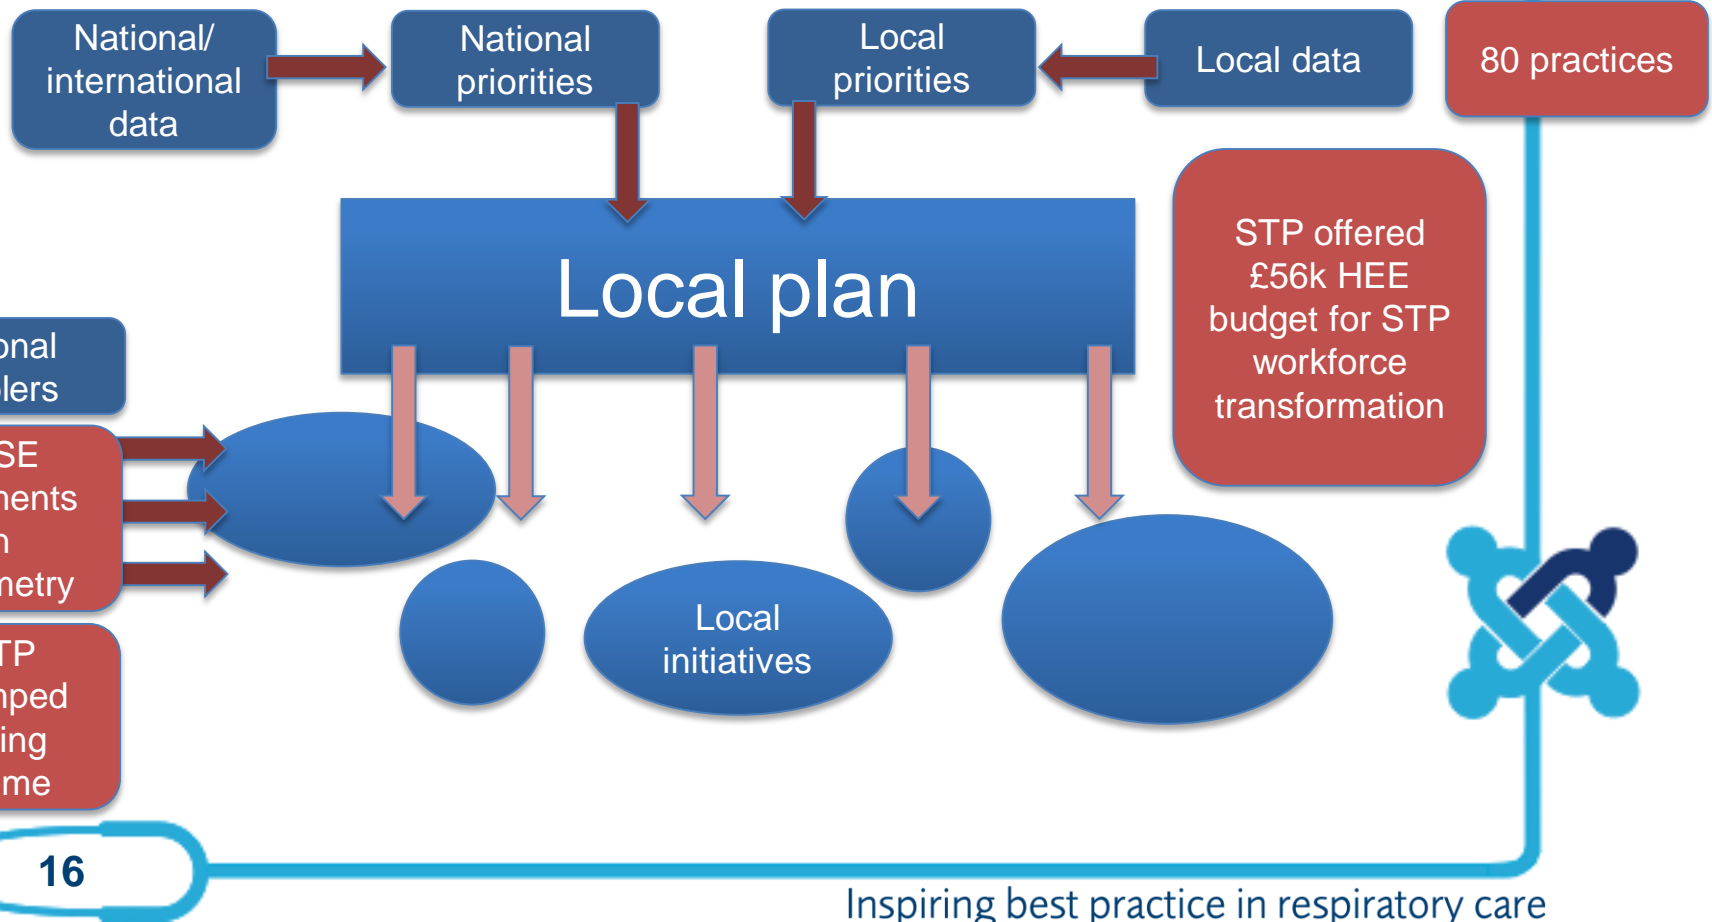 National/
international
data
National
priorities
Local
priorities
Local data
80 practices
Local plan
STP offered
£56k HEE
budget for STP
workforce
transformation
Local
initiatives
16
Inspiring best practice in respiratory care